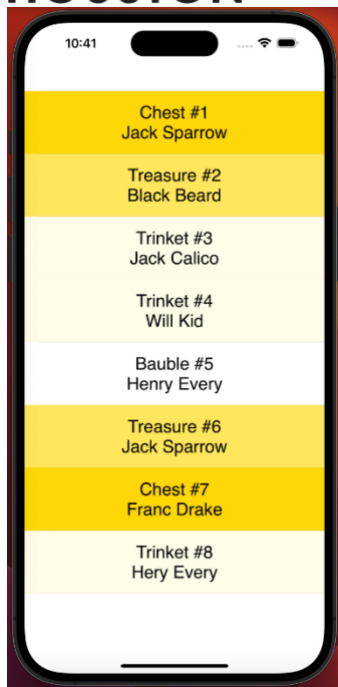 HOUSTON
10:41
Chest #1
Jack Sparrow
Treasure #2
Black Beard
Trinket #3
Jack Calico
Trinket #4
Will Kid
Bauble #5
Henry Every
Treasure #6
Jack Sparrow
Chest #7
Franc Drake
Trinket #8
Hery Every